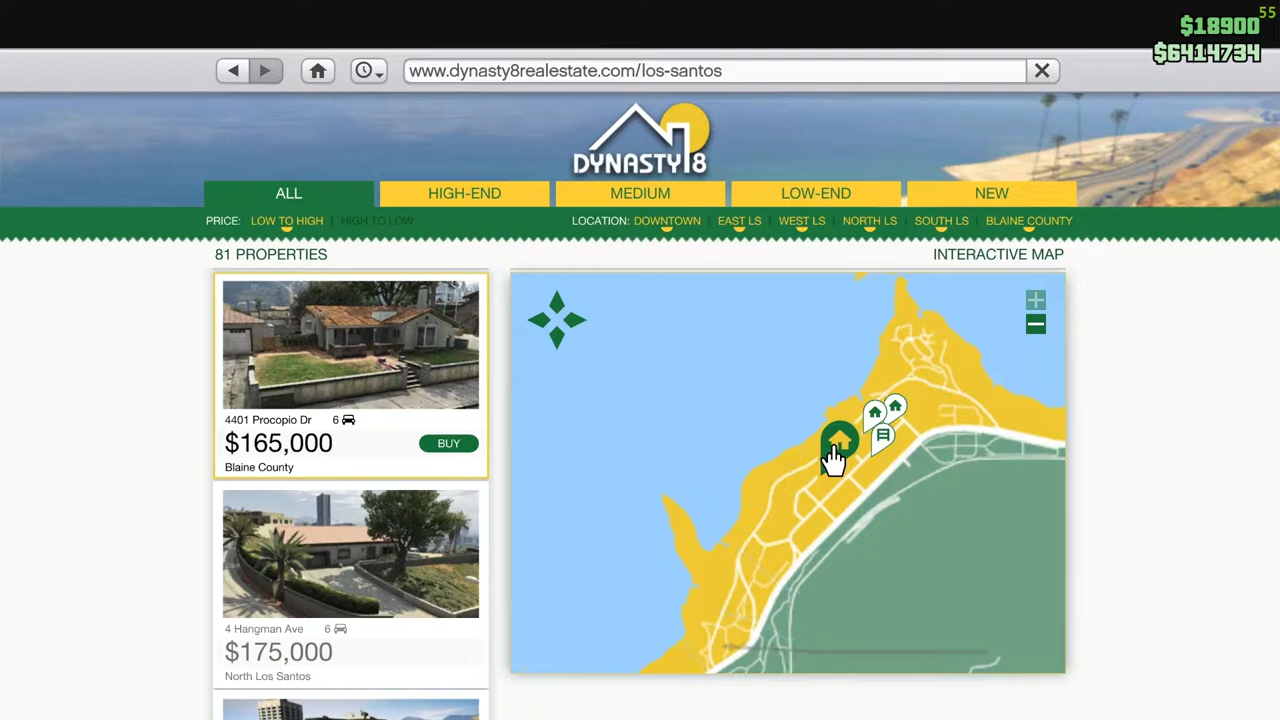 55
$18900
$6414734
www.dynasty8realestate.com/los-santos
DYNASTY8
ALL
HIGH-END
MEDIUM
LOW-END
NEW
PRICE: LOW TO HIGH | HIGH TO LOW
LOCATION: DOWNTOWN | EAST LS | WEST LS | NORTH LS | SOUTH LS | BLAINE COUNTY
81 PROPERTIES
INTERACTIVE MAP
4401 Procopio Dr 6
$165,000
BUY
Blaine County
4 Hangman Ave 6
$175,000
North Los Santos